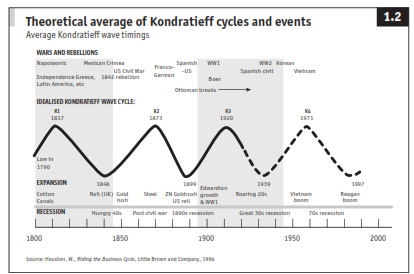 1.2
Theoretical average of Kondratieff cycles and events
Average Kondratieff wave timings
WARS AND REBELLIONS
Napoleonic Mexican Crimea Franco-German Spanish-US WW1 WW2 Korean
Independence Greece, Latin America, etc 1842 rebellion US Civil War Boer Spanish civil Vietnam
Ottoman breaks
IDEALISED KONDRATIEFF WAVE CYCLE:
K1 K2 K3 K4
1817 1873 1920 1971
Low in 1790
1848 1899 1939 1997
EXPANSION
Cotton Canals Rail (UK) Gold rush Steel ZN Goldrush US rail Edwardian growth & WW1 Roaring 20s Vietnam boom Reagan boom
RECESSION Hungry 40s Post civil war 1890s recession Great 30s recession 70s recession
1800 1850 1900 1950 2000
Source: Houston, W., Riding the Business Cycle, Little Brown and Company, 1996